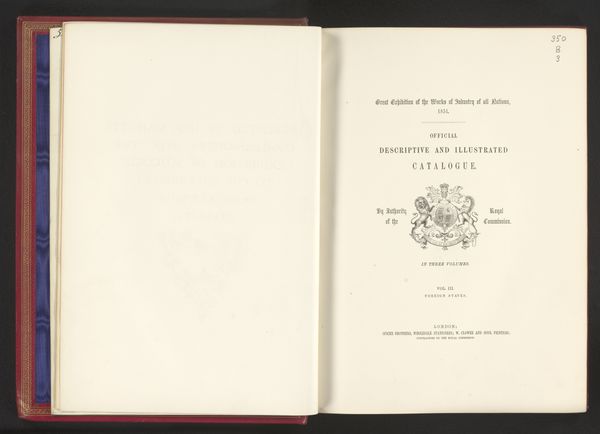 350
B
3
Great Exhibition of the Works of Industry of all Nations,
1851.
OFFICIAL
DESCRIPTIVE AND ILLUSTRATED
CATALOGUE.
By Authority Royal
of the Commission.
IN THREE VOLUMES.
VOL. III.
FOREIGN STATES.
LONDON:
SPICER BROTHERS, WHOLESALE STATIONERS; W. CLOWES AND SONS, PRINTERS;
CONTRACTORS TO THE ROYAL COMMISSION